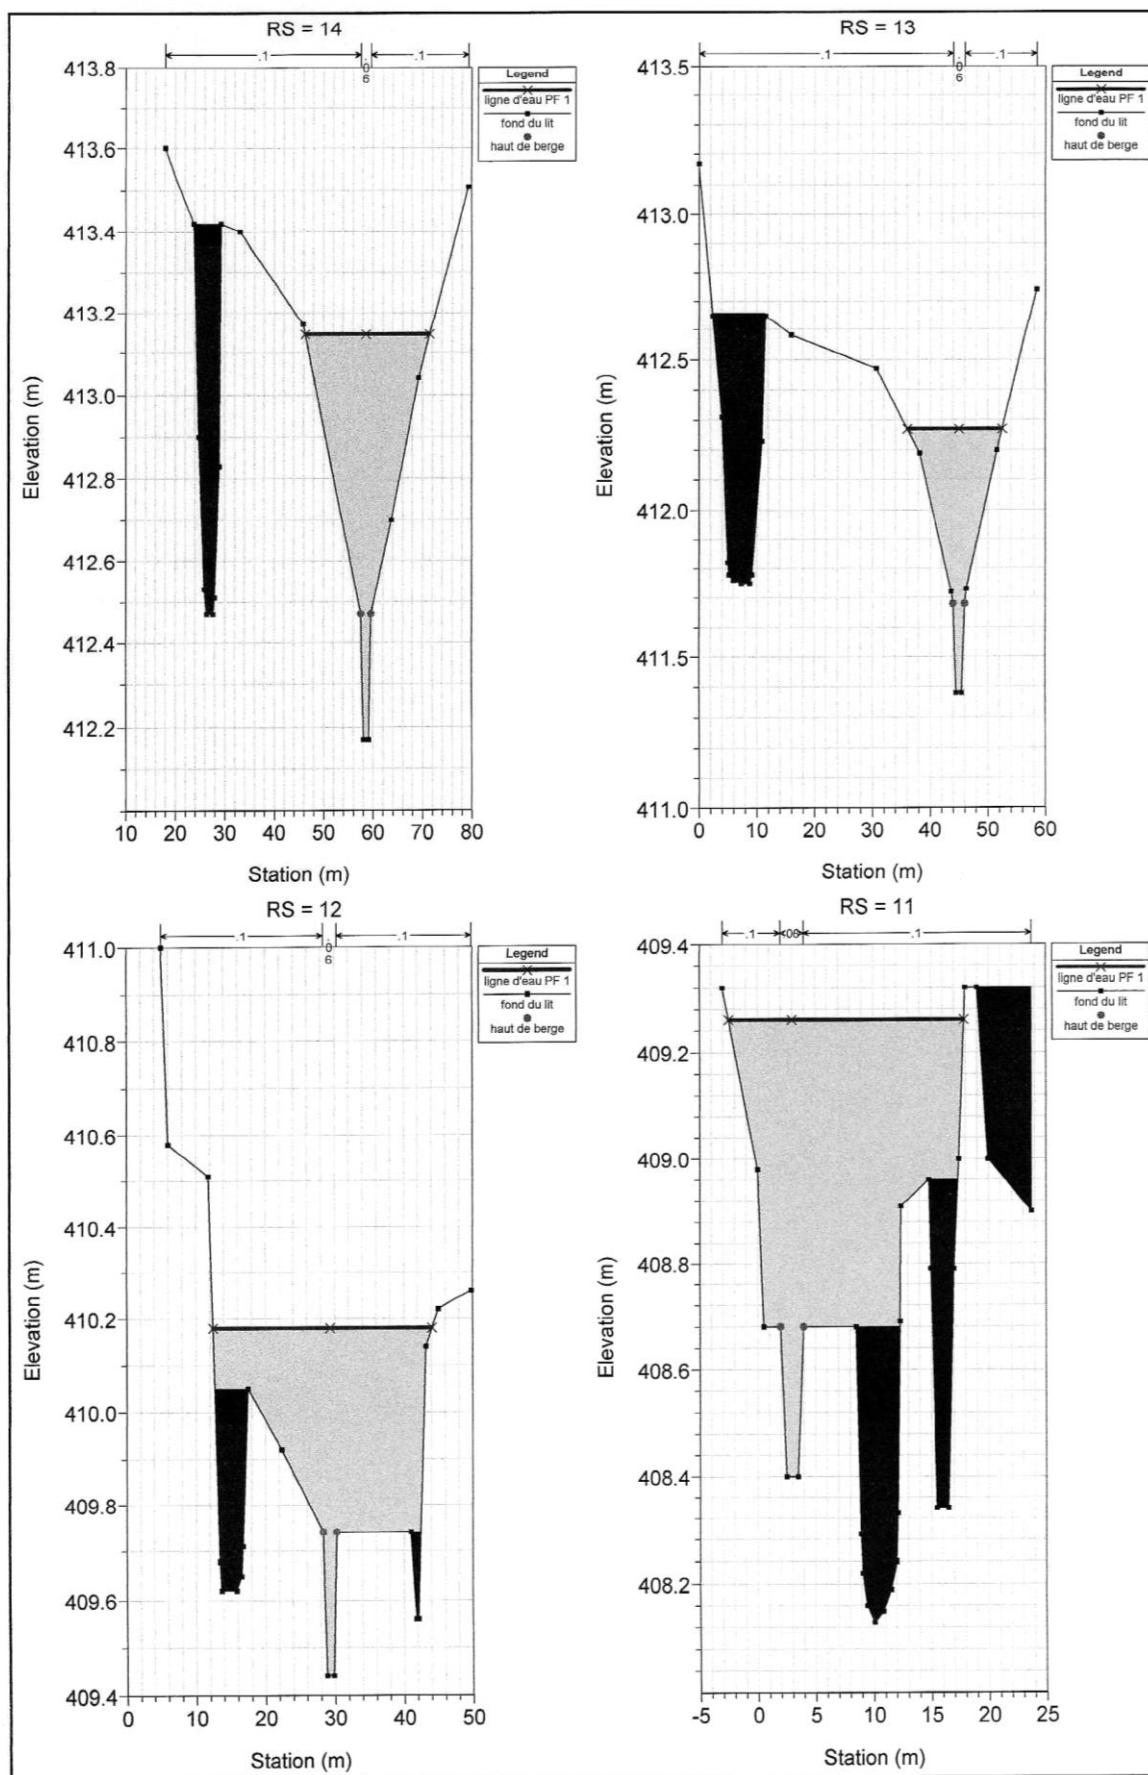 RS = 14
.1
.06
.1
Legend
ligne d'eau PF 1
fond du lit
haut de berge
413.8
413.6
413.4
413.2
413.0
412.8
412.6
412.4
412.2
Elevation (m)
10 20 30 40 50 60 70 80
Station (m)
RS = 13
.1
.06
.1
Legend
ligne d'eau PF 1
fond du lit
haut de berge
413.5
413.0
412.5
412.0
411.5
411.0
Elevation (m)
0 10 20 30 40 50 60
Station (m)
RS = 12
.1
.06
.1
Legend
ligne d'eau PF 1
fond du lit
haut de berge
411.0
410.8
410.6
410.4
410.2
410.0
409.8
409.6
409.4
Elevation (m)
0 10 20 30 40 50
Station (m)
RS = 11
.1
.06
.1
Legend
ligne d'eau PF 1
fond du lit
haut de berge
409.4
409.2
409.0
408.8
408.6
408.4
408.2
Elevation (m)
-5 0 5 10 15 20 25
Station (m)